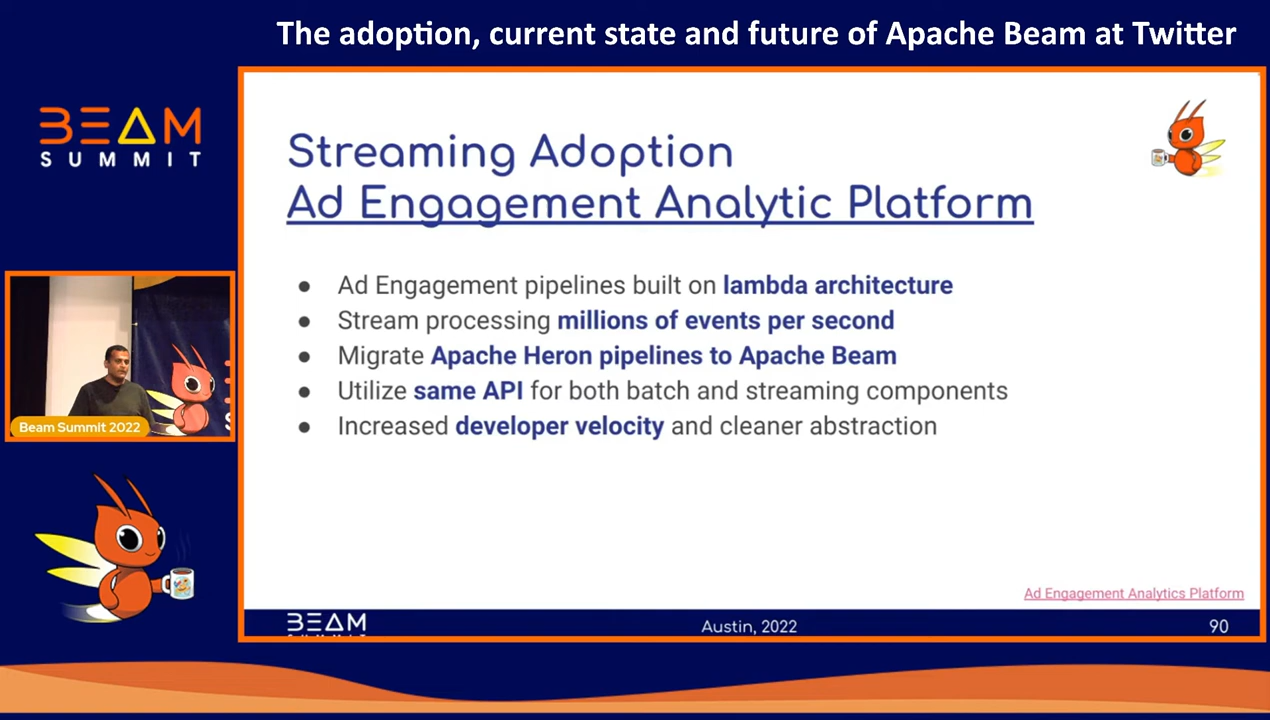 The adoption, current state and future of Apache Beam at Twitter
BEAM
SUMMIT
Streaming Adoption
Ad Engagement Analytic Platform
● Ad Engagement pipelines built on lambda architecture
● Stream processing millions of events per second
● Migrate Apache Heron pipelines to Apache Beam
● Utilize same API for both batch and streaming components
● Increased developer velocity and cleaner abstraction
Beam Summit 2022
Ad Engagement Analytics Platform
BEAM
Austin, 2022
90